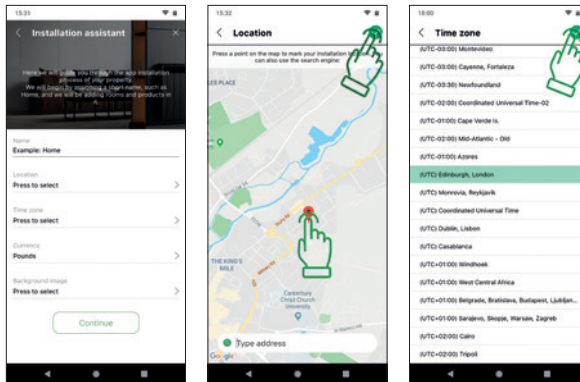 15:31
Installation assistant
Here we will guide you through the app installation
process of your property.
We will begin by assigning a short name, such as
Home, and we will be adding rooms and products in
Name
Example: Home
Location
Press to select
Time zone
Press to select
Currency
Pounds
Background image
Press to select
Continue
15:32
Location
Press a point on the map to mark your installation
can also use the search engine
LES PLACE
THE KING'S
MILE
Canterbury
Christ Church
University
Type address
Google
18:00
Time zone
(UTC-03:00) Montevideo
(UTC-03:00) Cayenne, Fortaleza
(UTC-03:30) Newfoundland
(UTC-02:00) Coordinated Universal Time-02
(UTC-01:00) Cape Verde Is.
(UTC-02:00) Mid-Atlantic - Old
(UTC-01:00) Azores
(UTC) Edinburgh, London
(UTC) Monrovia, Reykjavik
(UTC) Coordinated Universal Time
(UTC) Dublin, Lisbon
(UTC) Casablanca
(UTC+01:00) Windhoek
(UTC+01:00) West Central Africa
(UTC+01:00) Belgrade, Bratislava, Budapest, Ljubljan...
(UTC+01:00) Sarajevo, Skopje, Warsaw, Zagreb
(UTC+02:00) Cairo
(UTC+02:00) Tripoli